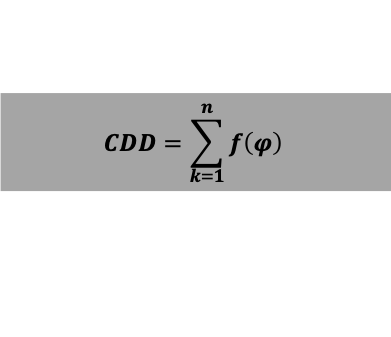 CDD = ∑_{k=1}^{n} f(φ)